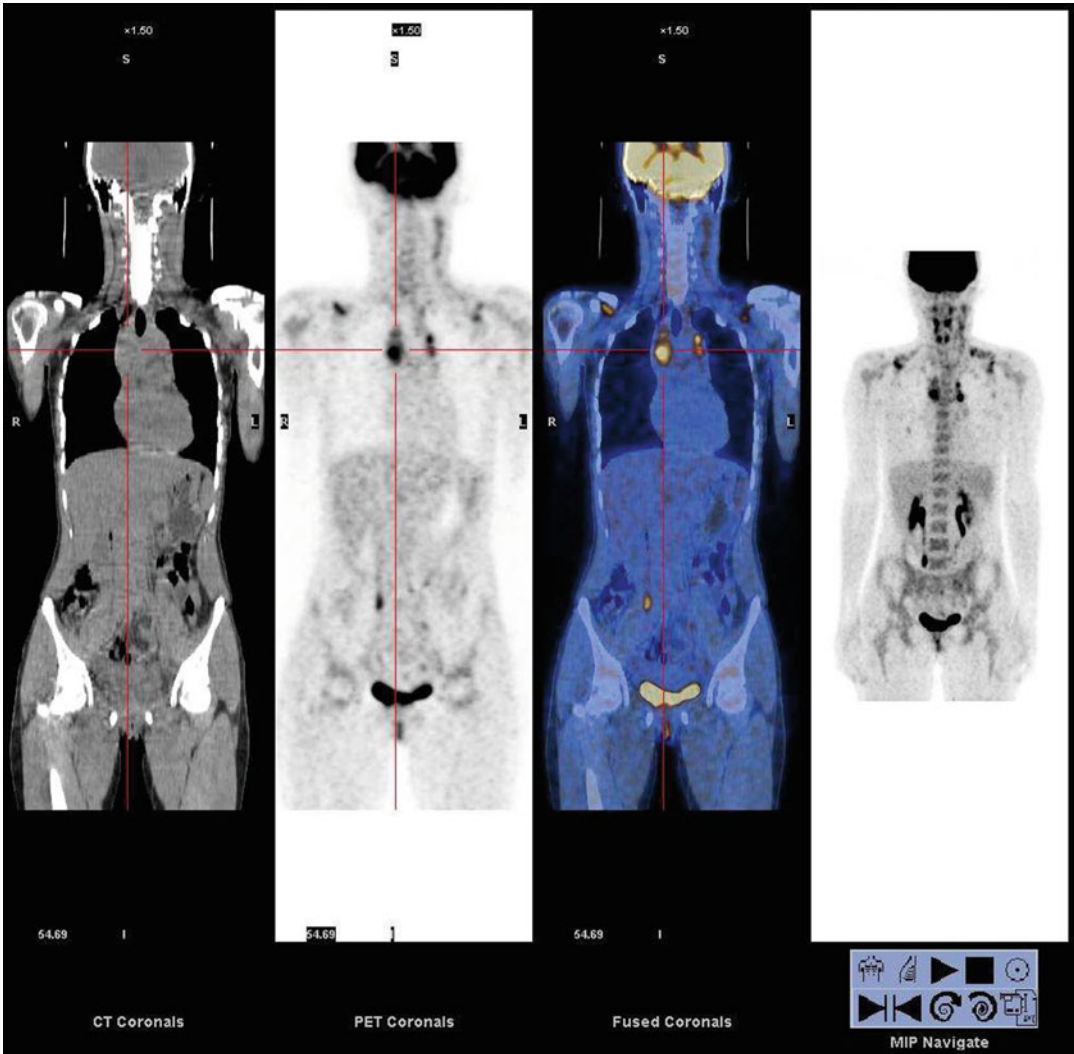 ×1.50
S
R
L
54.69
I
CT Coronals
×1.50
S
R
L
54.69
I
PET Coronals
×1.50
S
R
L
54.69
I
Fused Coronals
MIP Navigate